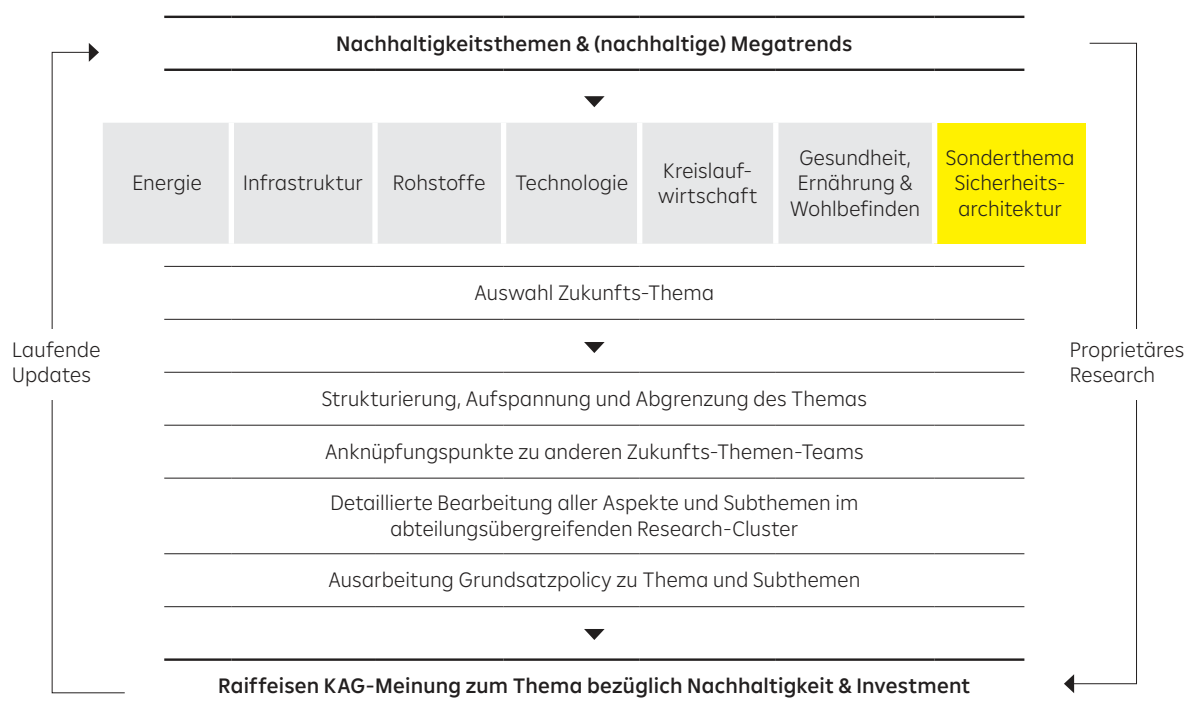 Nachhaltigkeitsthemen & (nachhaltige) Megatrends
Energie
Infrastruktur
Rohstoffe
Technologie
Kreislauf-
wirtschaft
Gesundheit,
Ernährung &
Wohlbefinden
Sonderthema
Sicherheits-
architektur
Auswahl Zukunfts-Thema
Laufende
Updates
Proprietäres
Research
Strukturierung, Aufspannung und Abgrenzung des Themas
Anknüpfungspunkte zu anderen Zukunfts-Themen-Teams
Detaillierte Bearbeitung aller Aspekte und Subthemen im
abteilungsübergreifenden Research-Cluster
Ausarbeitung Grundsatzpolicy zu Thema und Subthemen
Raiffeisen KAG-Meinung zum Thema bezüglich Nachhaltigkeit & Investment